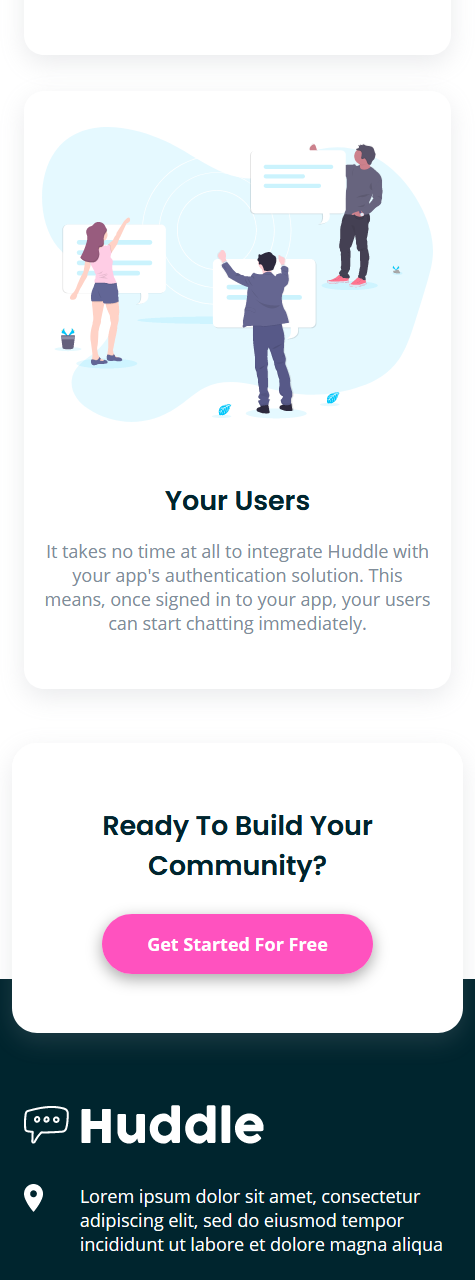 Your Users
It takes no time at all to integrate Huddle with
your app's authentication solution. This
means, once signed in to your app, your users
can start chatting immediately.
Ready To Build Your
Community?
Get Started For Free
Huddle
Lorem ipsum dolor sit amet, consectetur
adipiscing elit, sed do eiusmod tempor
incididunt ut labore et dolore magna aliqua